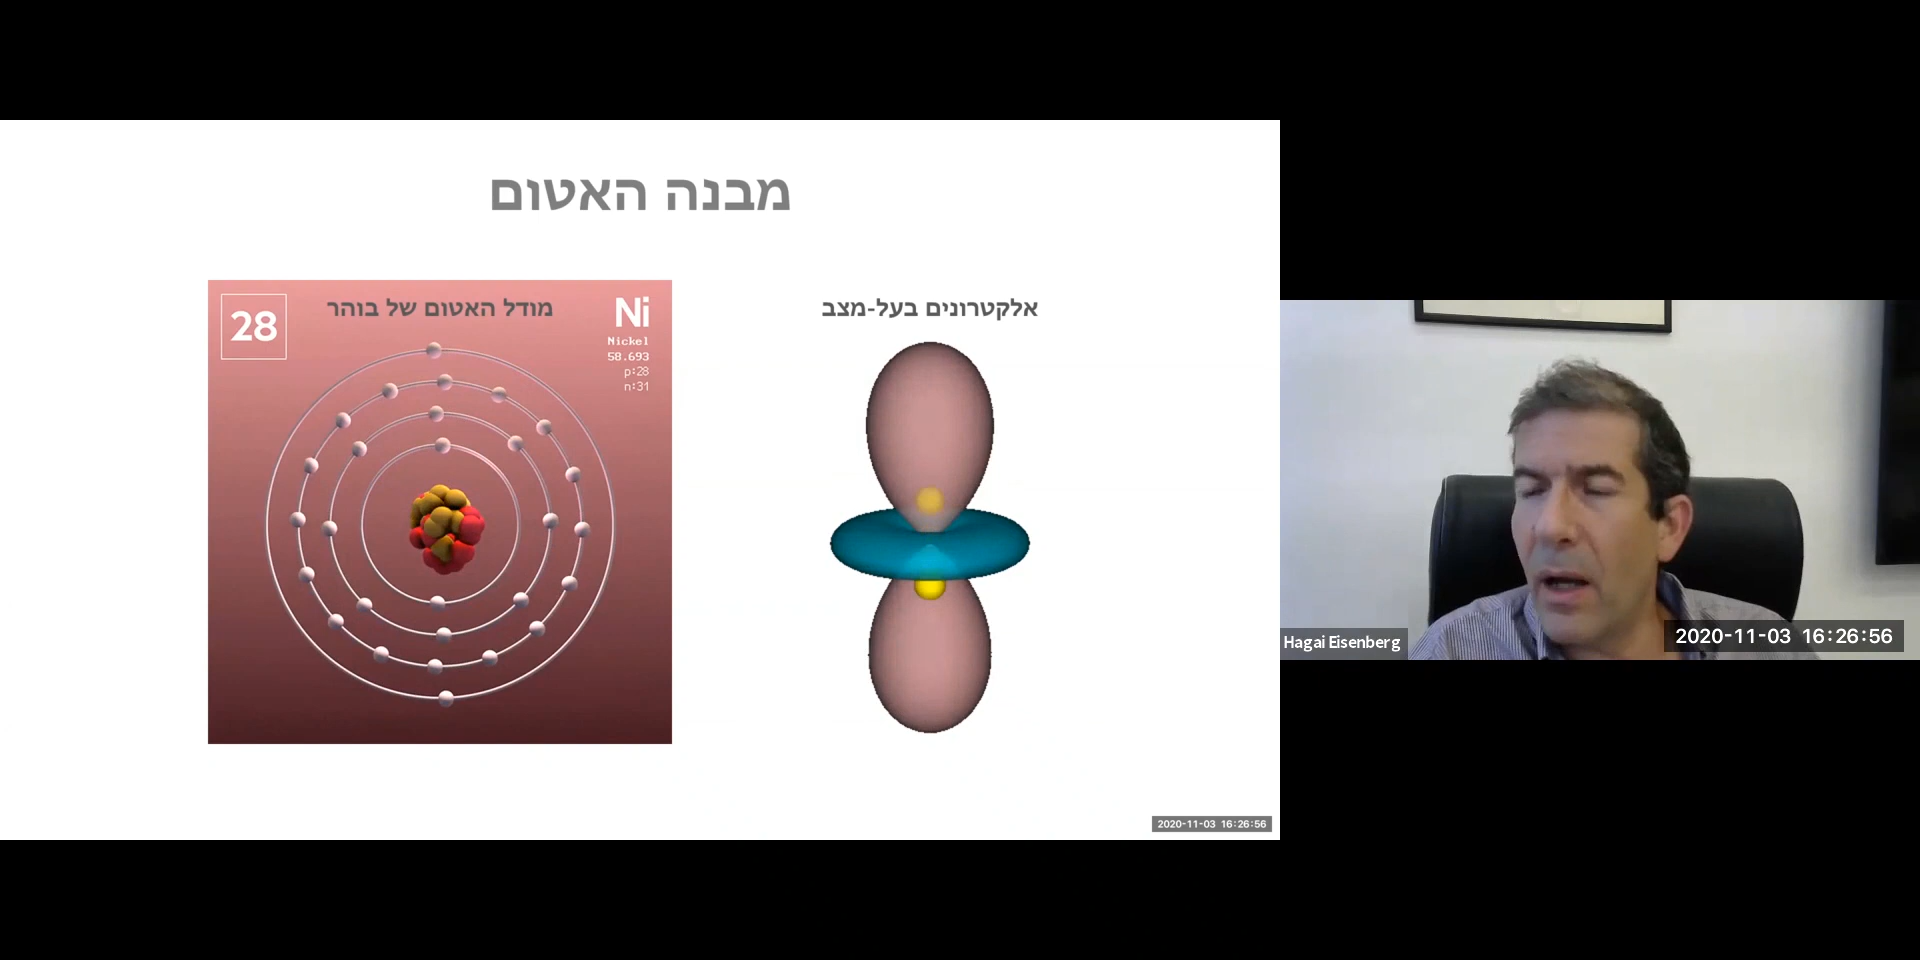 מבנה האטום
אלקטרונים בעל-מצב
מודל האטום של בוהר
28
Ni
Nickel
58.693
p:28
n:31
2020-11-03 16:26:56
Hagai Eisenberg
2020-11-03 16:26:56